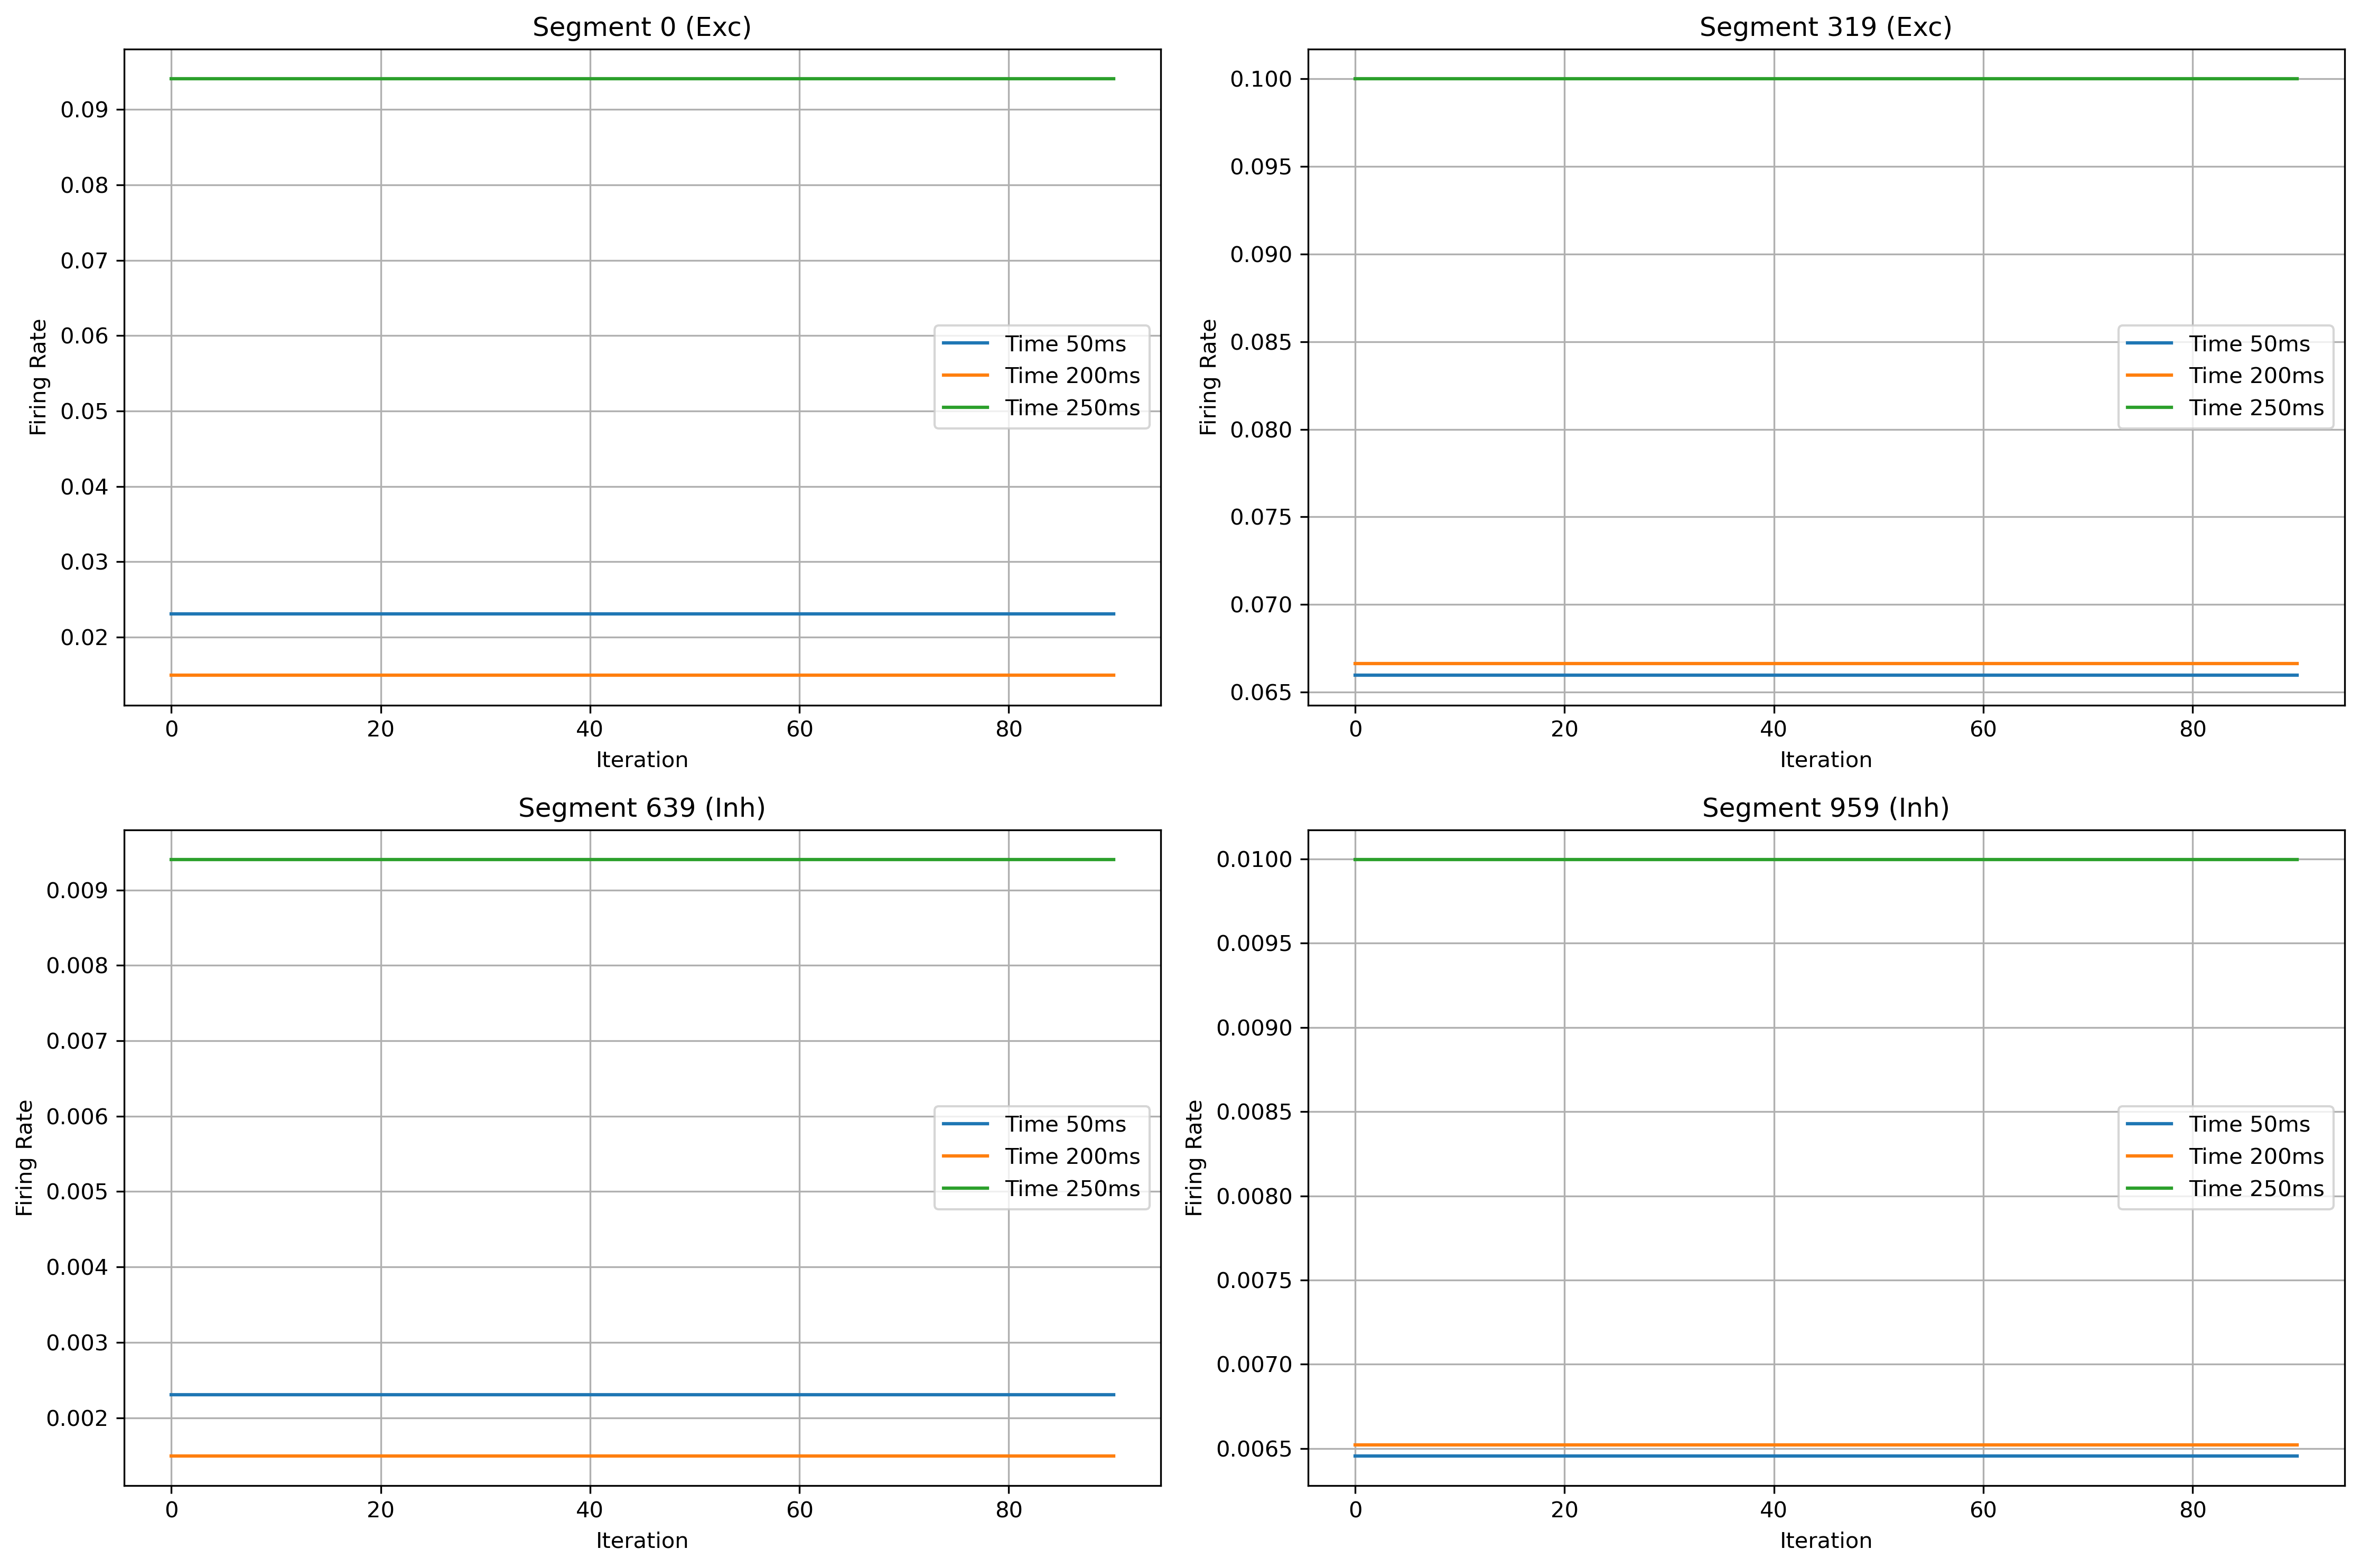 Segment 0 (Exc)
Firing Rate
0.09
0.08
0.07
0.06
0.05
0.04
0.03
0.02
Time 50ms
Time 200ms
Time 250ms
0 20 40 60 80
Iteration
Segment 319 (Exc)
Firing Rate
0.100
0.095
0.090
0.085
0.080
0.075
0.070
0.065
Time 50ms
Time 200ms
Time 250ms
0 20 40 60 80
Iteration
Segment 639 (Inh)
Firing Rate
0.009
0.008
0.007
0.006
0.005
0.004
0.003
0.002
Time 50ms
Time 200ms
Time 250ms
0 20 40 60 80
Iteration
Segment 959 (Inh)
Firing Rate
0.0100
0.0095
0.0090
0.0085
0.0080
0.0075
0.0070
0.0065
Time 50ms
Time 200ms
Time 250ms
0 20 40 60 80
Iteration